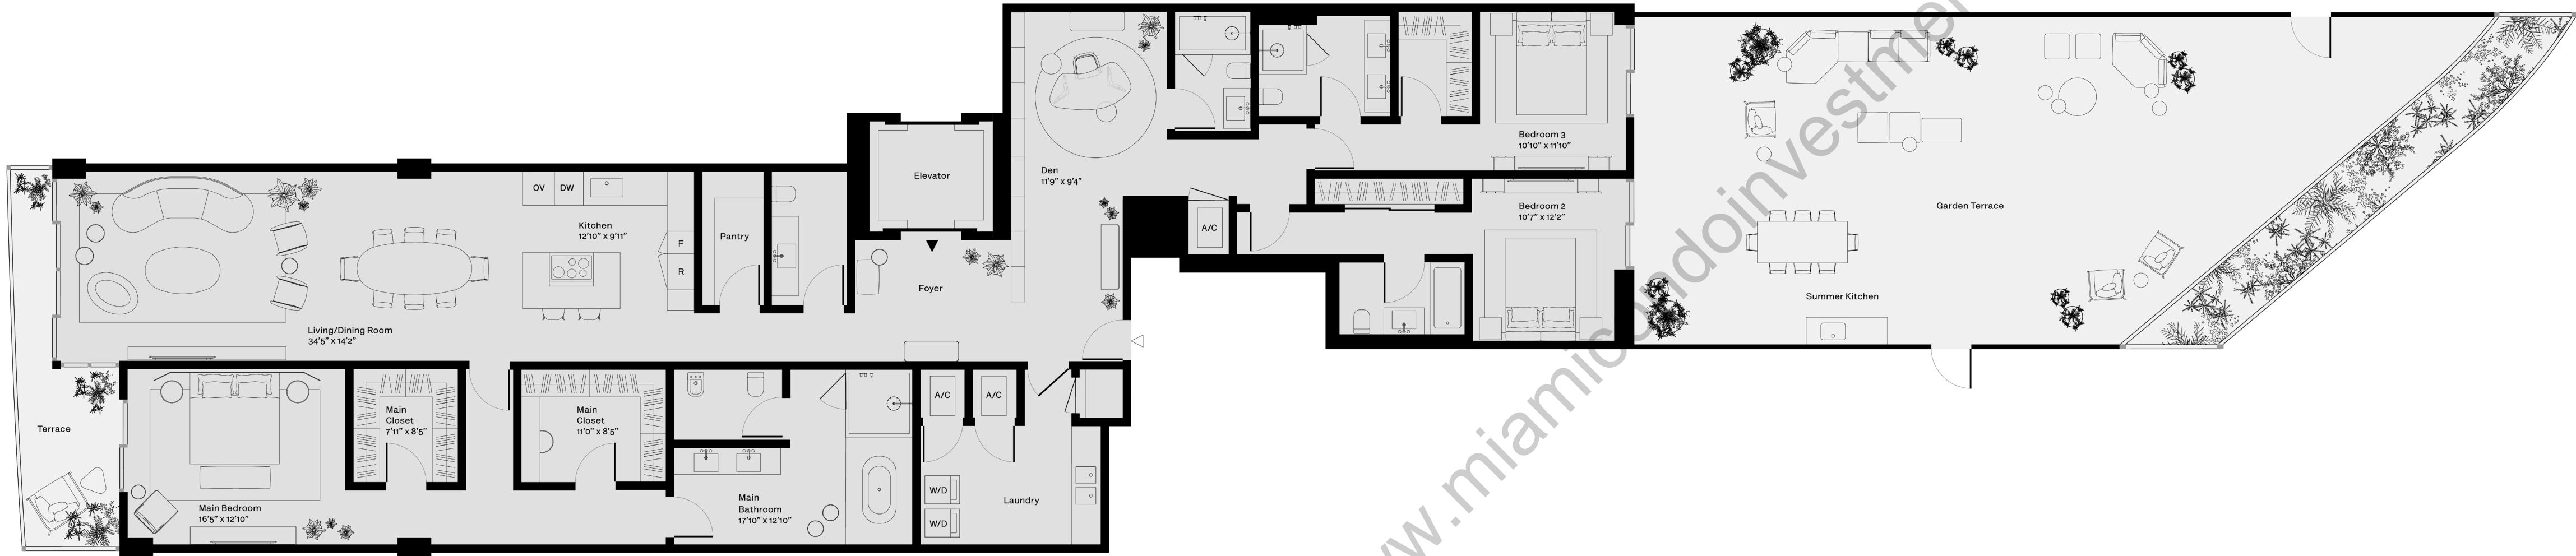 www.miamicondoinvestmen
Elevator
Den
11'9" x 9'4"
Bedroom 3
10'10" x 11'10"
Bedroom 2
10'7" x 12'2"
A/C
Garden Terrace
Summer Kitchen
OV DW
Kitchen
12'10" x 9'11"
F
R
Pantry
Foyer
Living/Dining Room
34'5" x 14'2"
Terrace
Main Bedroom
16'5" x 12'10"
Main
Closet
7'11" x 8'5"
Main
Closet
11'0" x 8'5"
Main
Bathroom
17'10" x 12'10"
A/C
A/C
W/D
W/D
Laundry